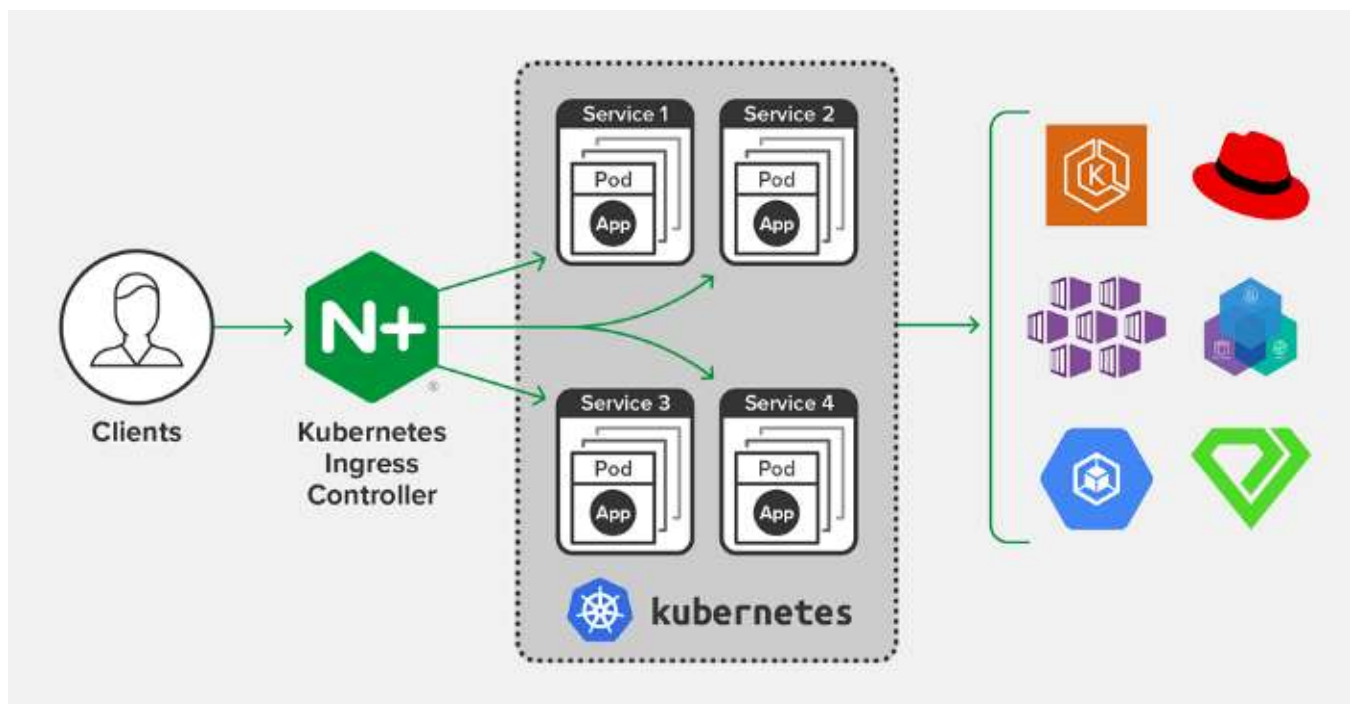 Service 1
Service 2
Pod
App
Pod
App
K
N+
®
Clients
Kubernetes
Ingress
Controller
Service 3
Service 4
Pod
App
Pod
App
kubernetes